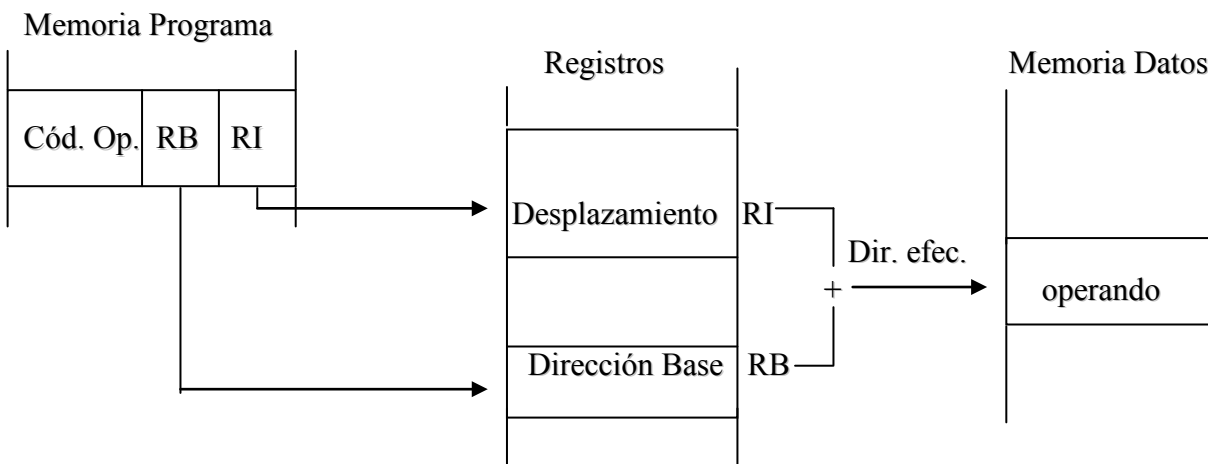 Memoria Programa
Registros
Memoria Datos
Cód. Op.
RB
RI
Desplazamiento
RI
Dir. efec.
+
operando
Dirección Base
RB